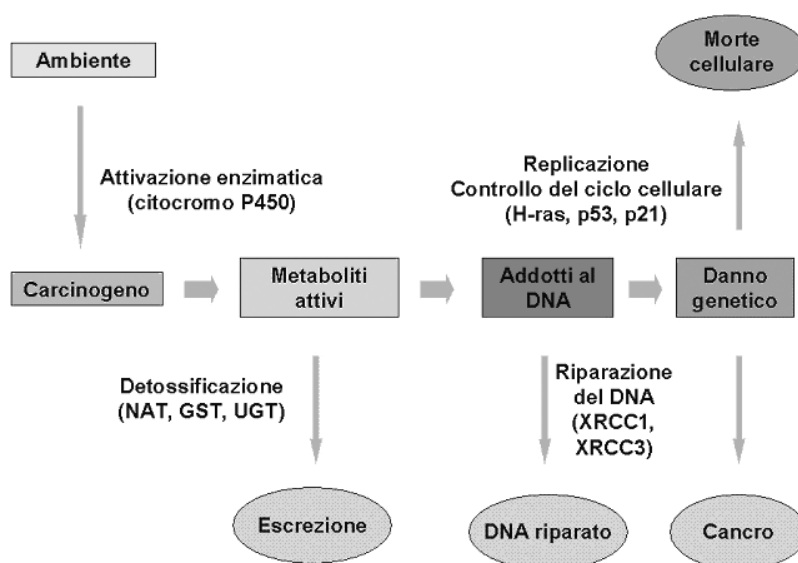 Ambiente
Morte
cellulare
Attivazione enzimatica
(citocromo P450)
Replicazione
Controllo del ciclo cellulare
(H-ras, p53, p21)
Carcinogeno
Metaboliti
attivi
Addotti al
DNA
Danno
genetico
Detossificazione
(NAT, GST, UGT)
Riparazione
del DNA
(XRCC1,
XRCC3)
Escrezione
DNA riparato
Cancro